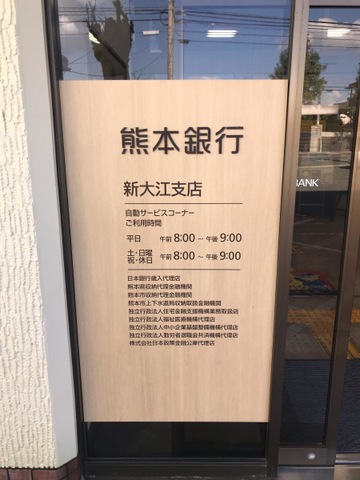 熊本銀行
新大江支店
自動サービスコーナー
ご利用時間
平日 午前 8:00 ~ 午後 9:00
土・日曜
祝・休日 午前 8:00 ~ 午後 9:00
日本銀行歳入代理店
熊本県収納代理金融機関
熊本市収納代理金融機関
熊本市上下水道局収納取扱金融機関
独立行政法人住宅金融支援機構業務取扱店
独立行政法人福祉医療機構代理店
独立行政法人中小企業基盤整備機構代理店
独立行政法人勤労者退職金共済機構代理店
株式会社日本政策金融公庫代理店
BANK